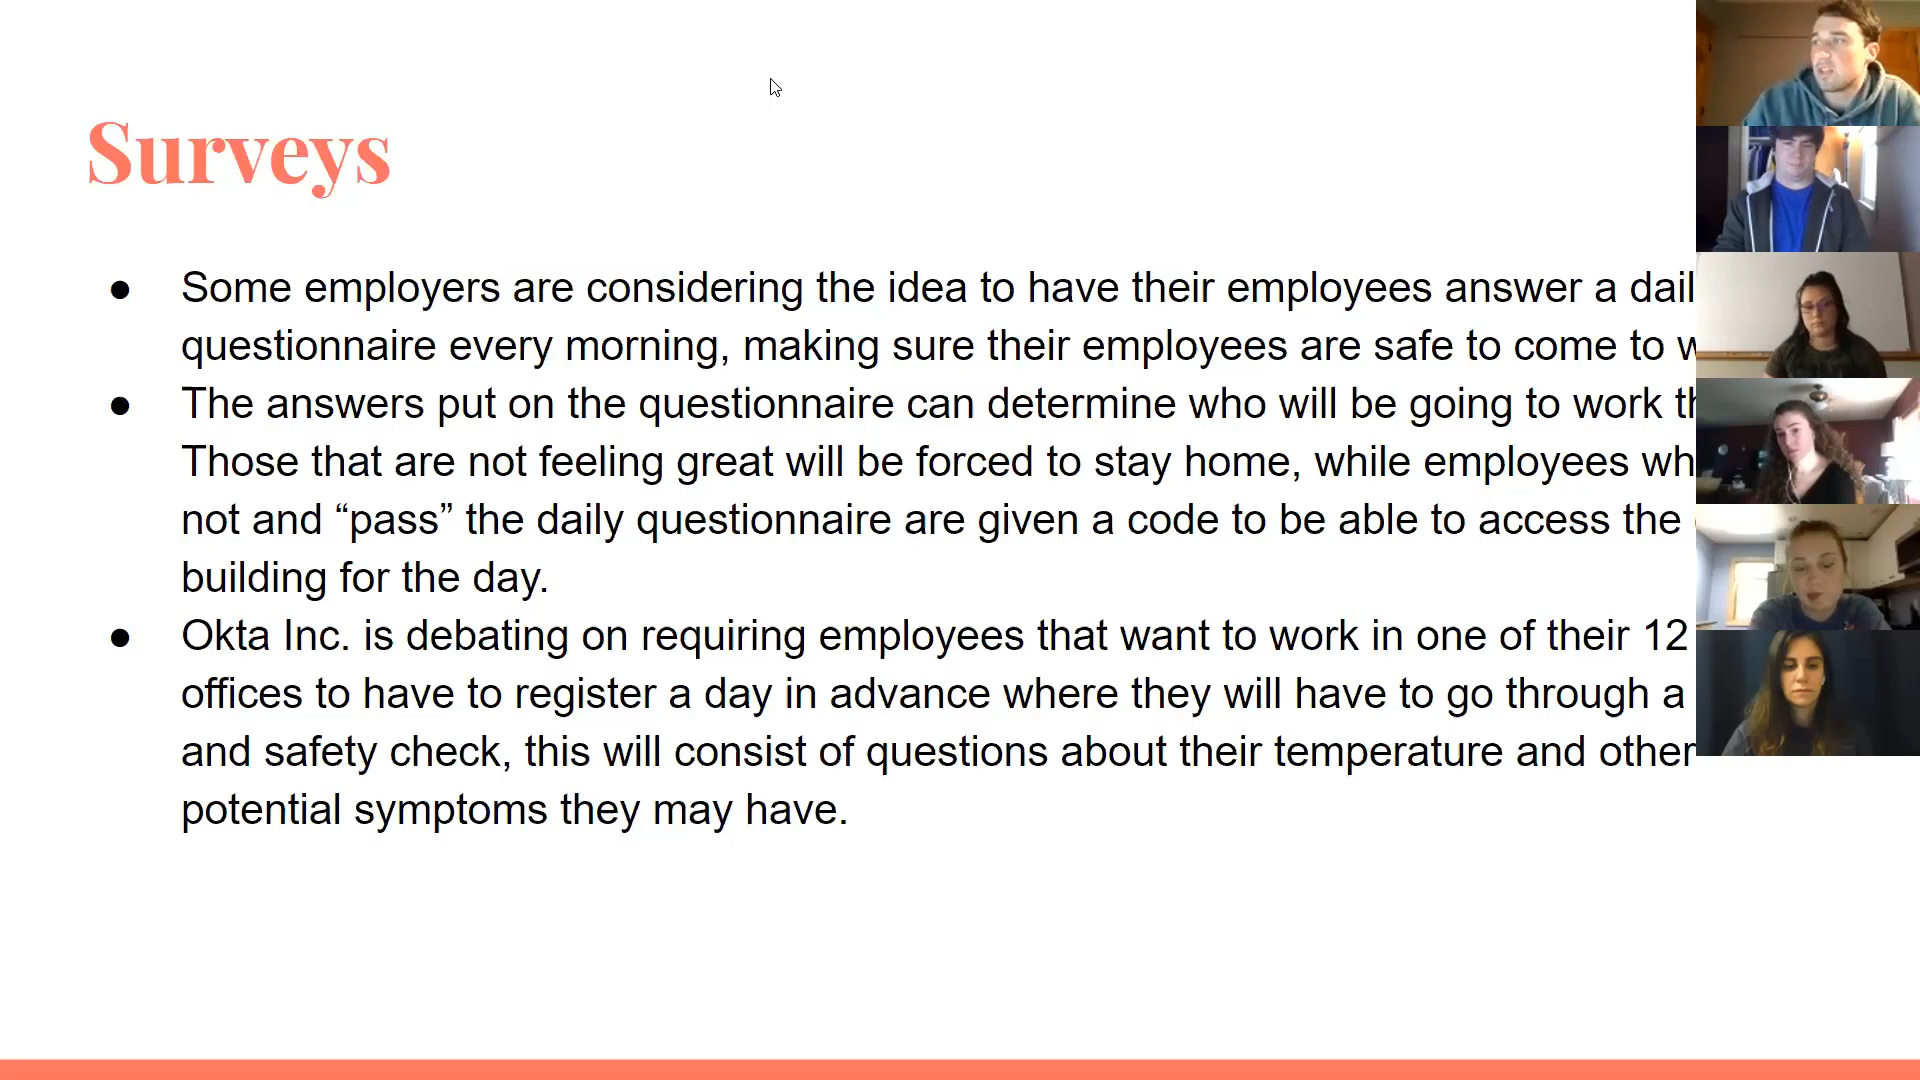 Surveys
● Some employers are considering the idea to have their employees answer a
questionnaire every morning, making sure their employees are safe to come to
● The answers put on the questionnaire can determine who will be going to work
Those that are not feeling great will be forced to stay home, while employees
not and “pass” the daily questionnaire are given a code to be able to access the
building for the day.
● Okta Inc. is debating on requiring employees that want to work in one of their 12
offices to have to register a day in advance where they will have to go through a
and safety check, this will consist of questions about their temperature and other
potential symptoms they may have.